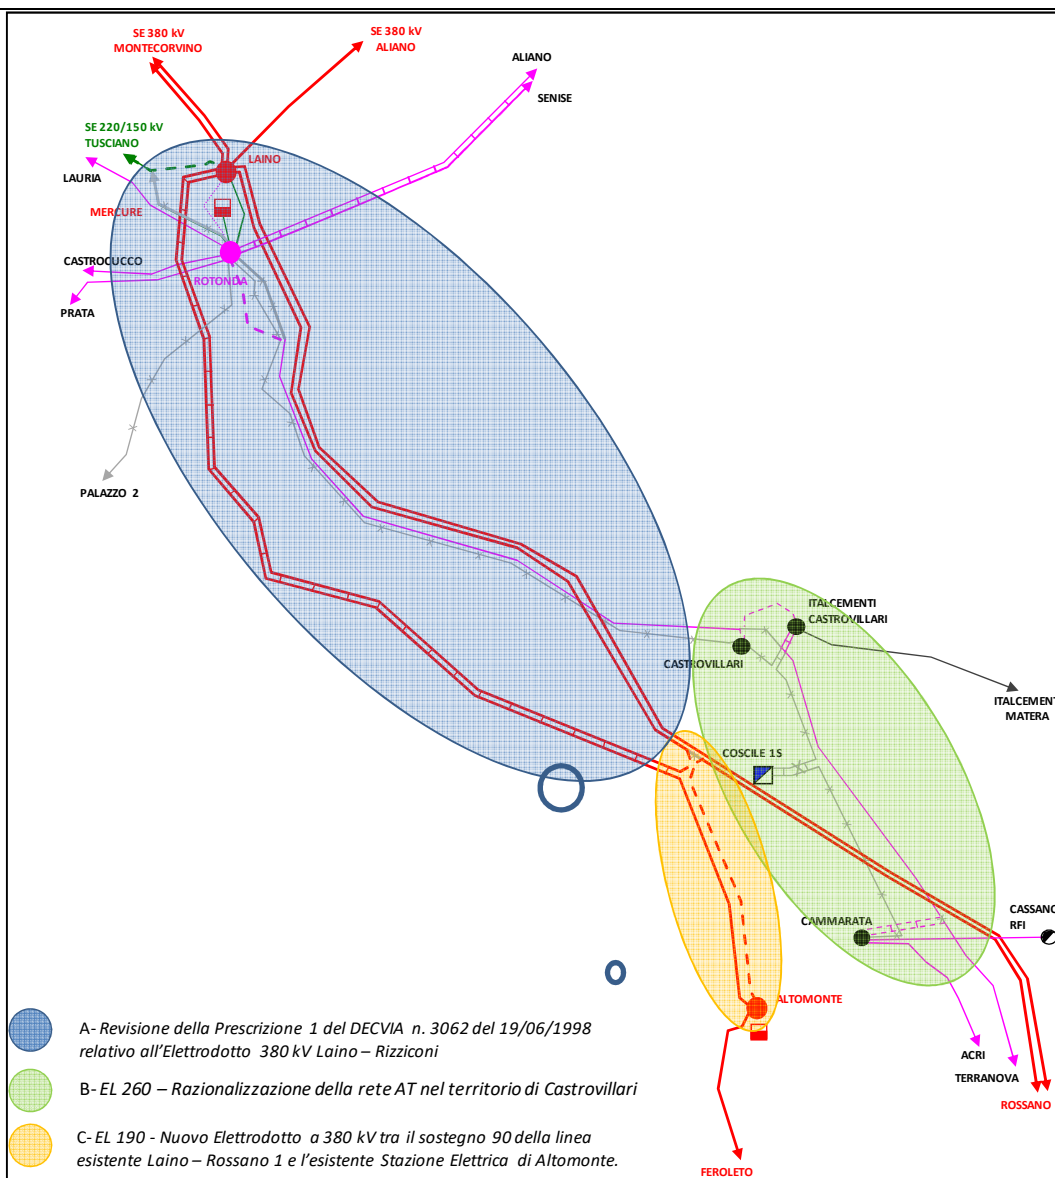 SE 380 kV
MONTECORVINO
SE 380 kV
ALIANO
ALIANO
SENISE
SE 220/150 kV
TUSCIANO
LAINO
LAURIA
MERCURE
CASTROCUCCO
ROTONDA
PRATA
PALAZZO 2
ITALCEMENTI
CASTROVILLARI
CASTROVILLARI
ITALCEMENT
MATERA
COSCILE 1S
CAMMARATA
CASSANO
RFI
ALTOMONTE
ACRI
TERRANOVA
ROSSANO
FEROLETO
A- Revisione della Prescrizione 1 del DECVIA n. 3062 del 19/06/1998
relativo all'Elettrodotto 380 kV Laino – Rizziconi
B- EL 260 – Razionalizzazione della rete AT nel territorio di Castrovillari
C- EL 190 - Nuovo Elettrodotto a 380 kV tra il sostegno 90 della linea
esistente Laino – Rossano 1 e l'esistente Stazione Elettrica di Altomonte.